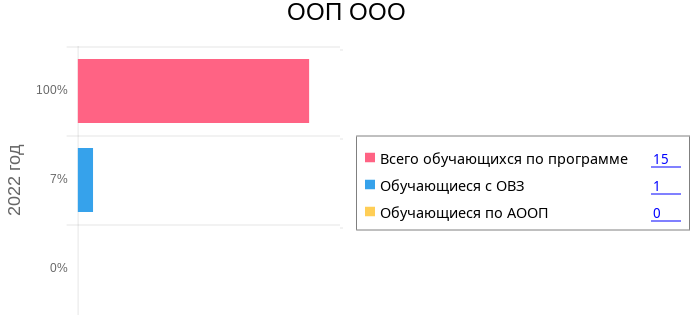 ООП ООО
2022 год
100%
7%
0%
Всего обучающихся по программе 15
Обучающиеся с ОВЗ 1
Обучающиеся по АООП 0